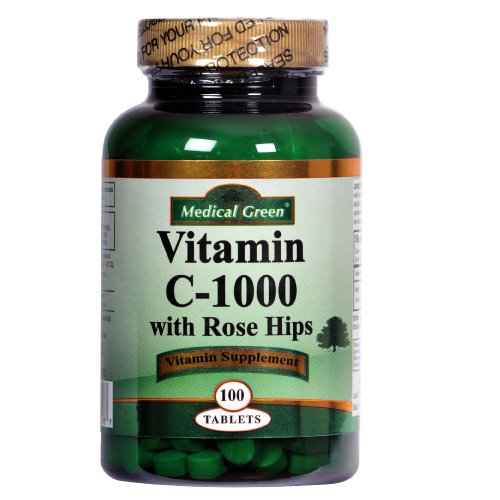 FOR YOUR P
SEALED
PROTECTION
Medical Green®
Vitamin
C-1000
with Rose Hips
Vitamin Supplement
100
TABLETS